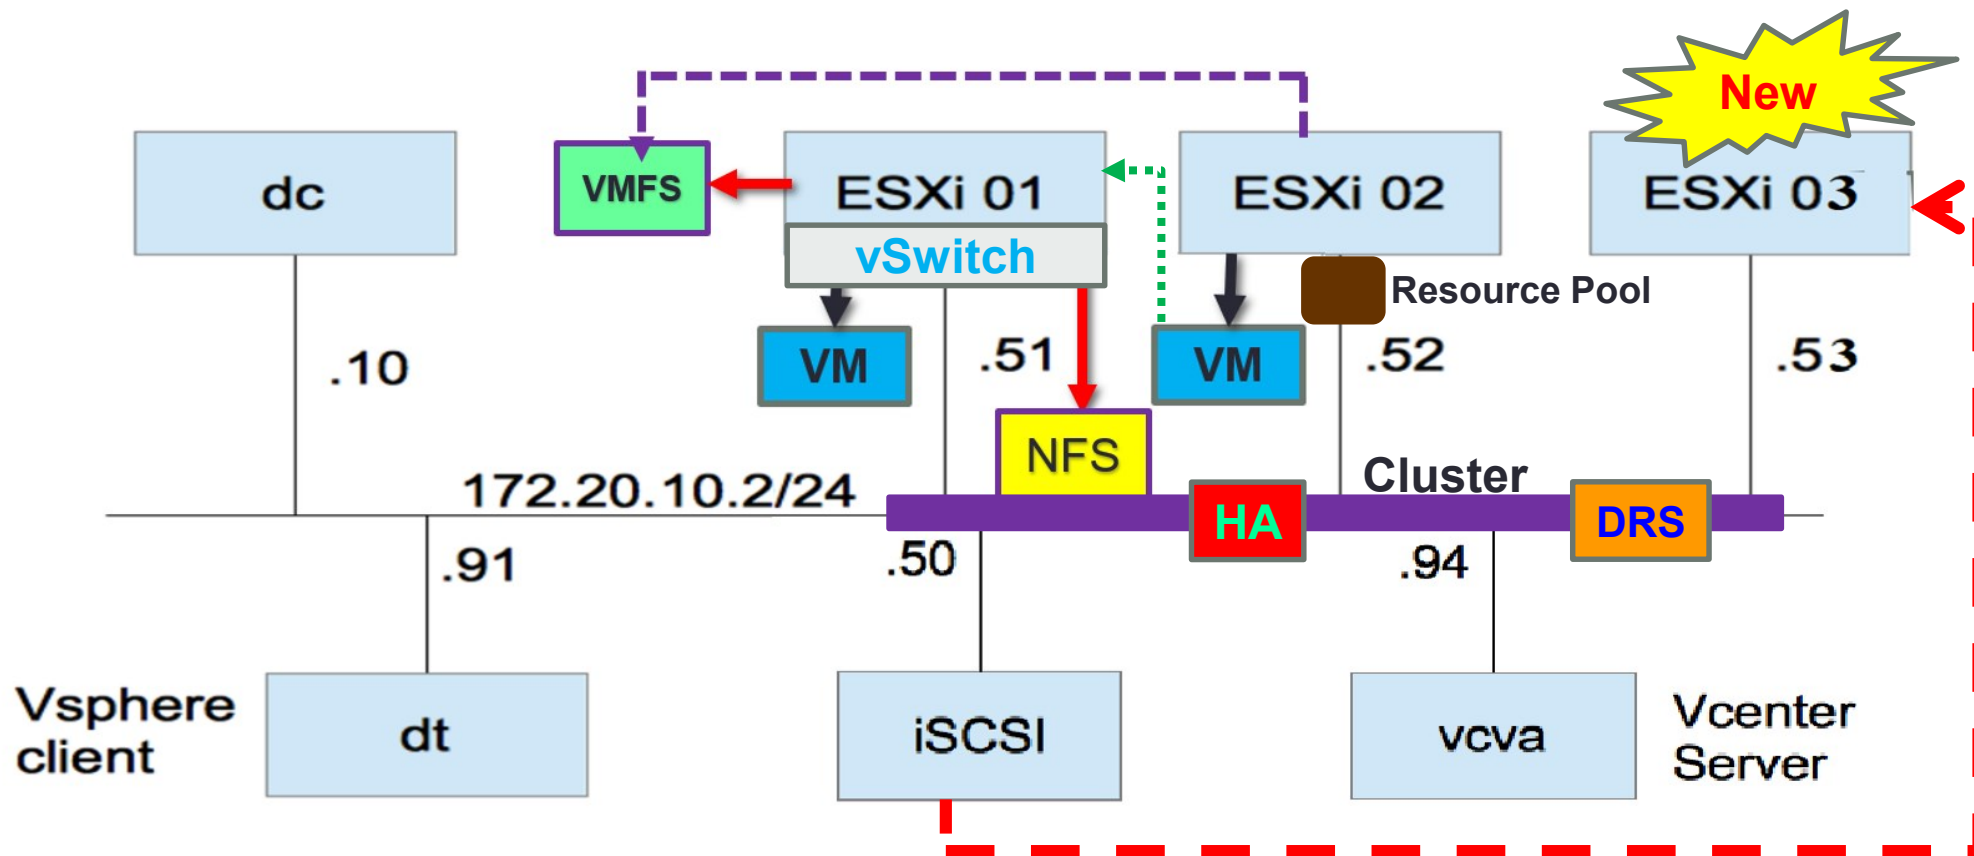 New
dc
VMFS
ESXi 01
ESXi 02
ESXi 03
vSwitch
Resource Pool
.10
VM
.51
VM
.52
.53
NFS
Cluster
172.20.10.2/24
HA
DRS
.91
.50
.94
Vsphere
client
dt
iSCSI
vcva
Vcenter
Server